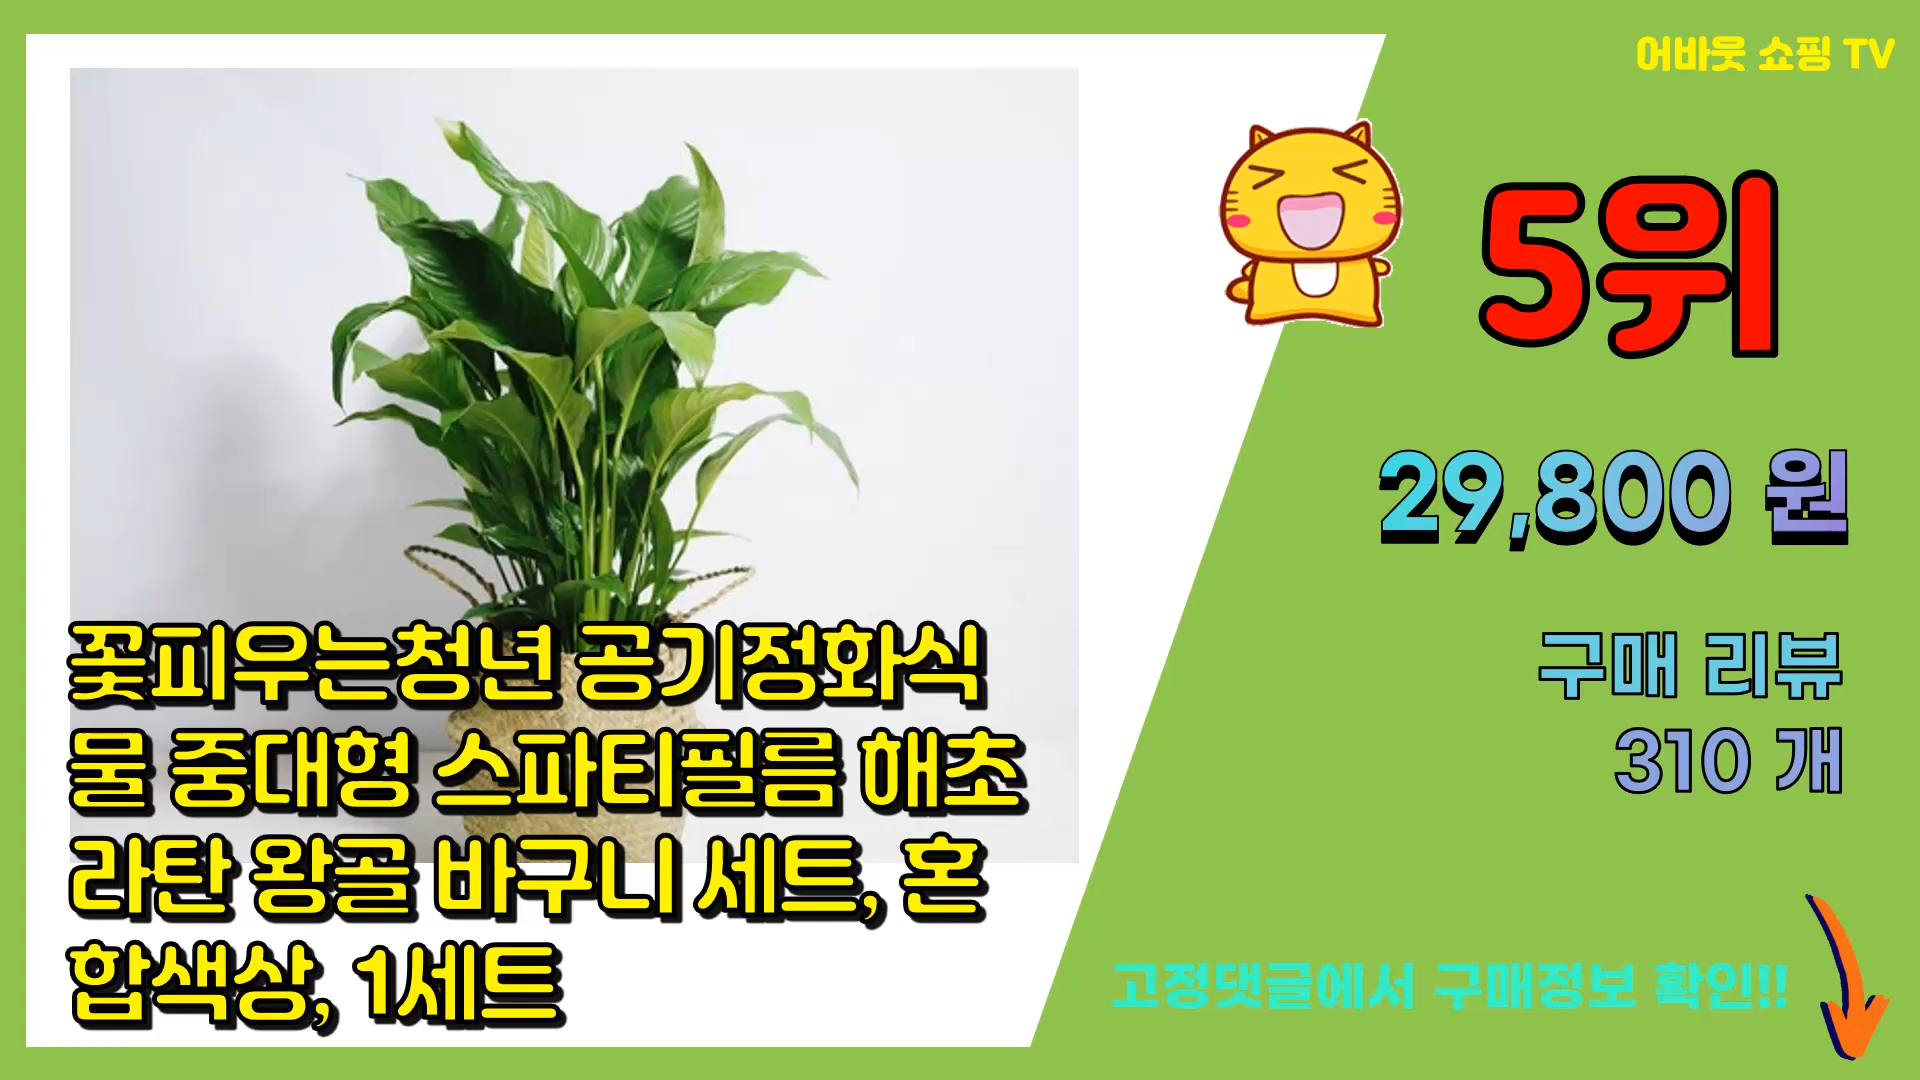 어바웃 쇼핑 TV
5위
29,800 원
구매 리뷰
310 개
꽃피우는청년 공기정화식
물 중대형 스파티필름 해초
라탄 왕골 바구니 세트, 혼
합색상, 1세트
고정댓글에서 구매정보 확인!!